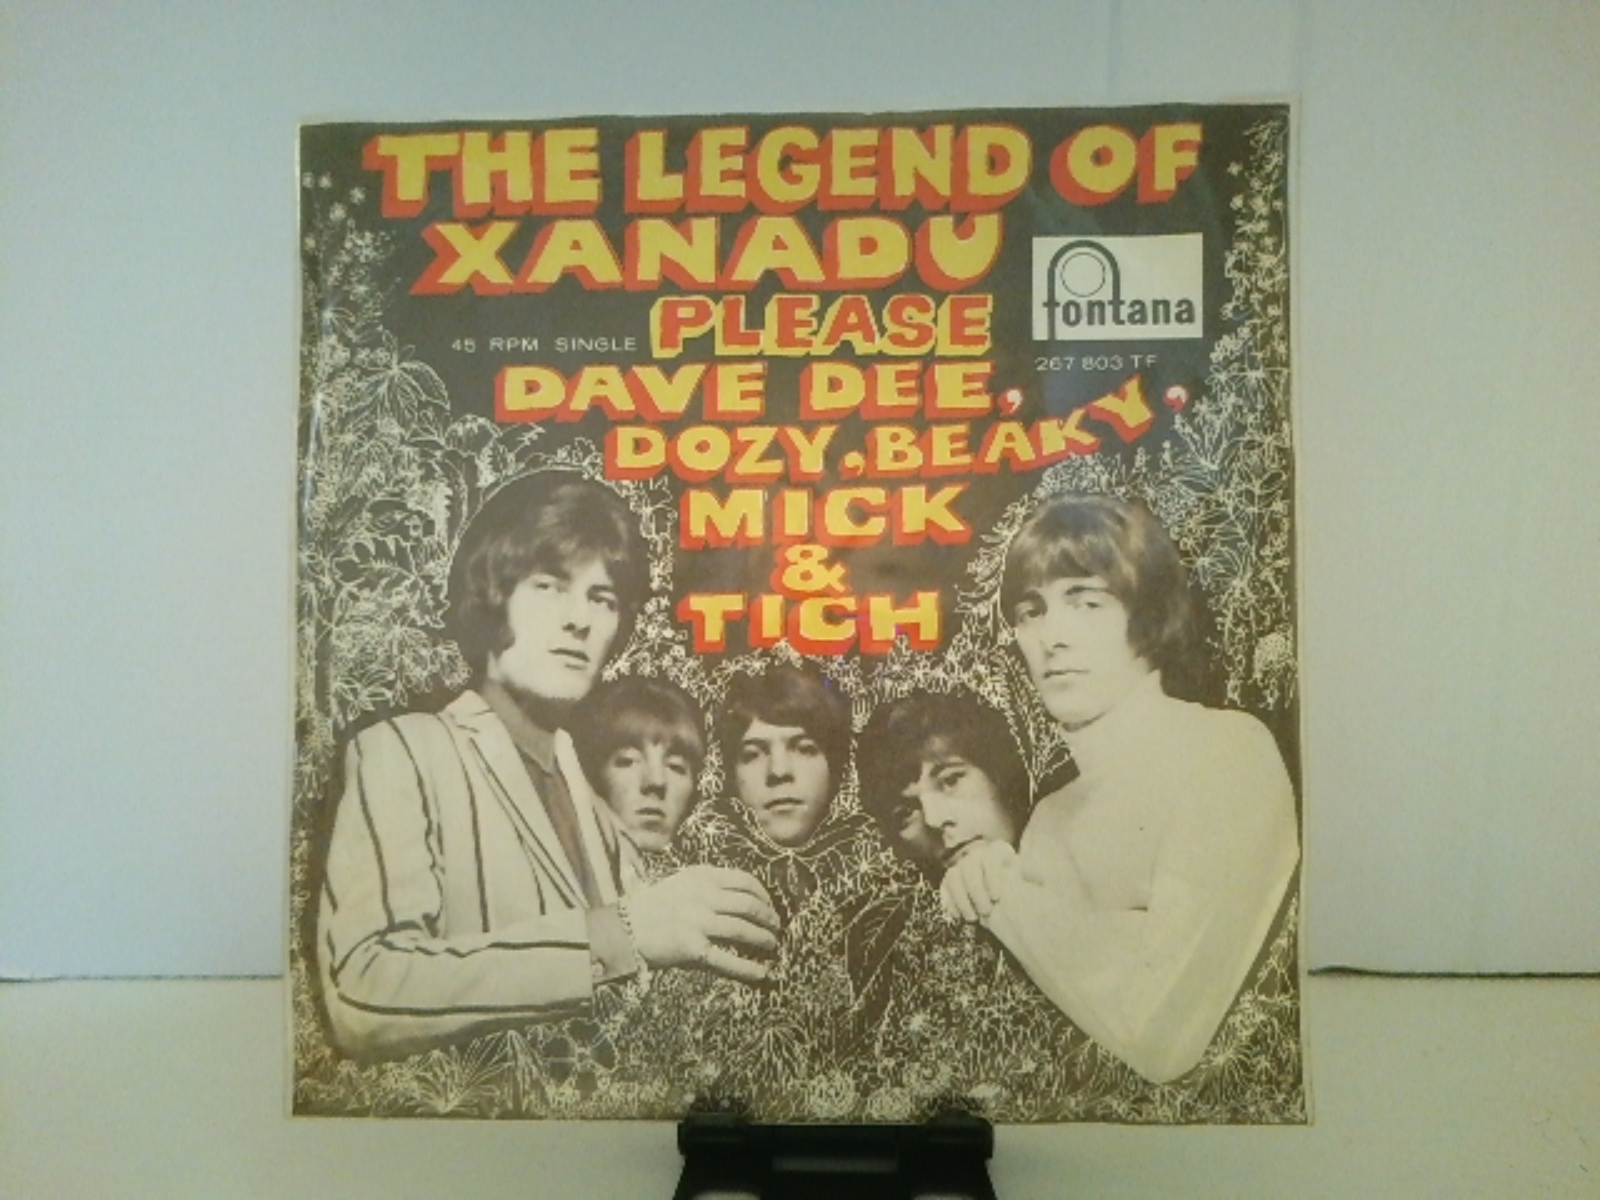 THE LEGEND OF
XANADU
fontana
45 RPM SINGLE PLEASE
267 803 TF
DAVE DEE,
DOZY, BEAKY,
MICK
&
TICH